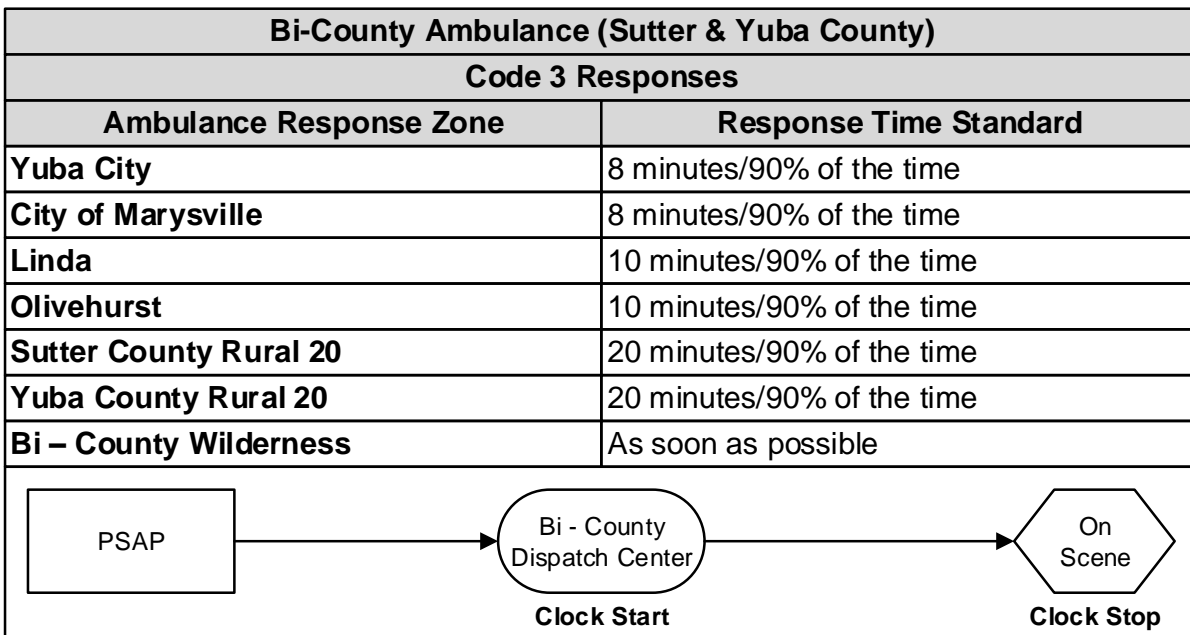 Bi-County Ambulance (Sutter & Yuba County)
Code 3 Responses
Ambulance Response Zone Response Time Standard
Yuba City 8 minutes/90% of the time
City of Marysville 8 minutes/90% of the time
Linda 10 minutes/90% of the time
Olivehurst 10 minutes/90% of the time
Sutter County Rural 20 20 minutes/90% of the time
Yuba County Rural 20 20 minutes/90% of the time
Bi – County Wilderness As soon as possible
PSAP
Bi - County
Dispatch Center
On
Scene
Clock Start
Clock Stop